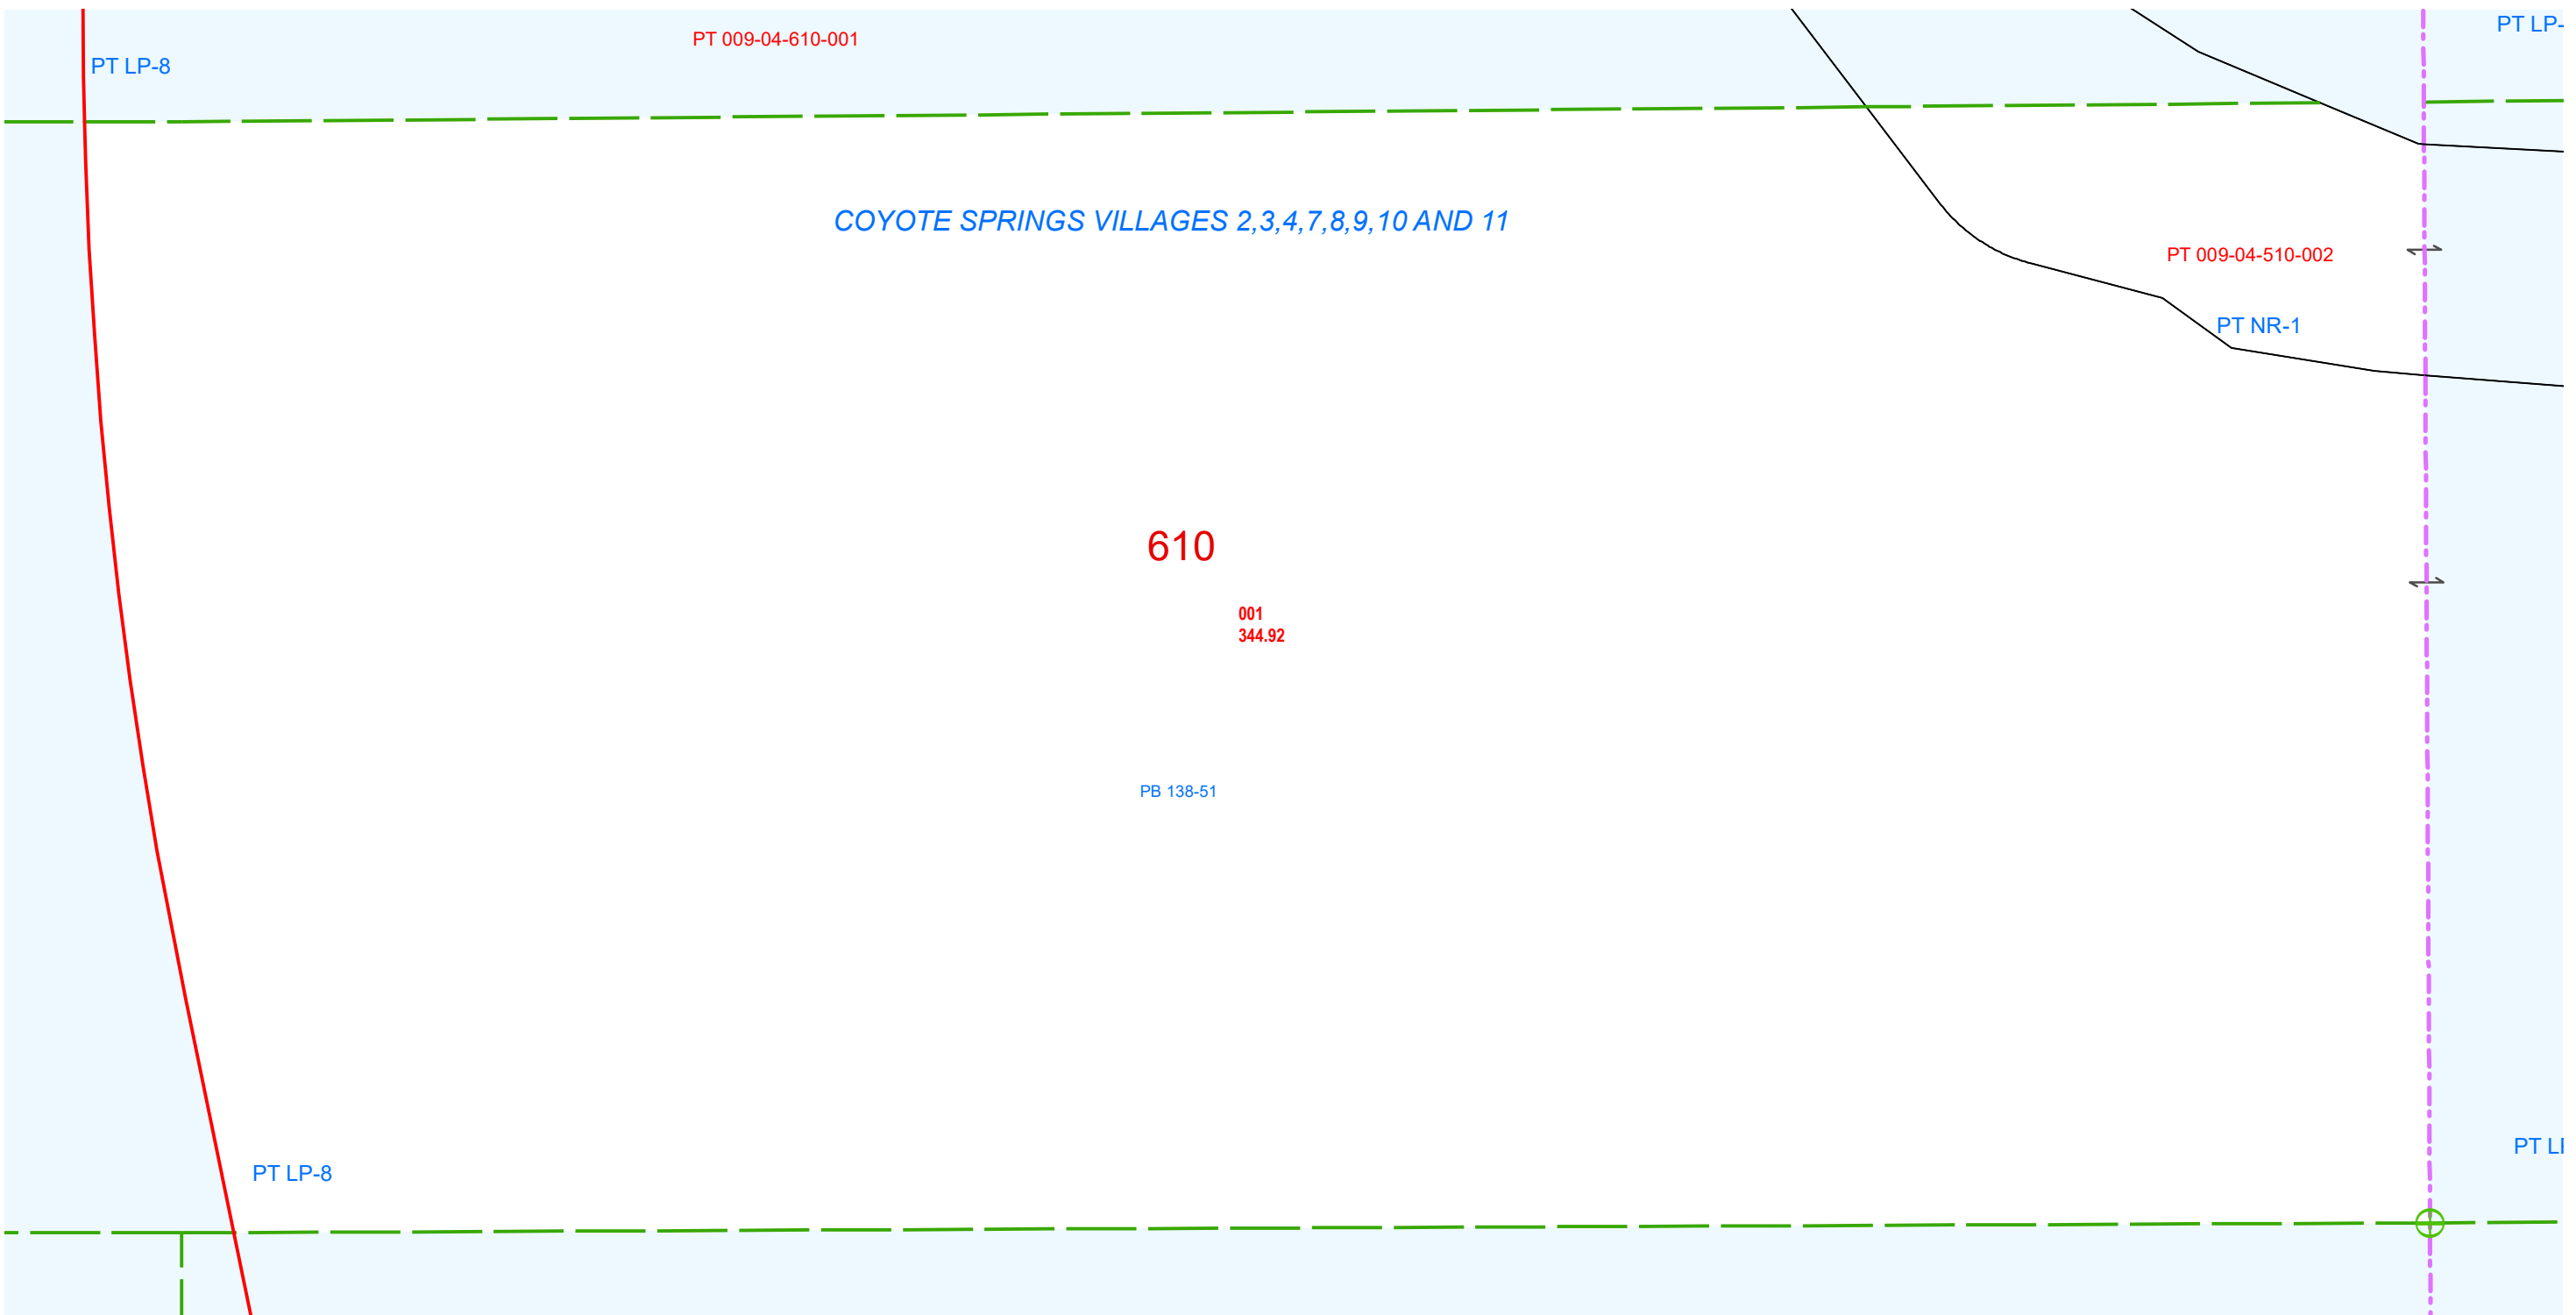 PT LP-
PT 009-04-610-001
PT LP-8
COYOTE SPRINGS VILLAGES 2,3,4,7,8,9,10 AND 11
PT 009-04-510-002
PT NR-1
610
001
344.92
PB 138-51
PT LP-8
PT